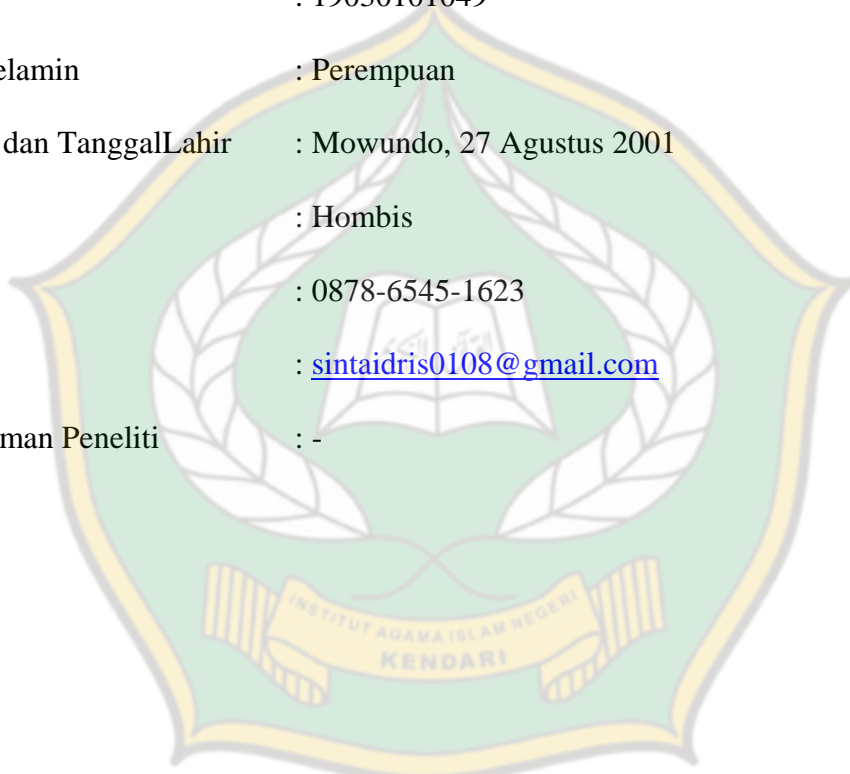 : 19050101049
elamin : Perempuan
dan TanggalLahir : Mowundo, 27 Agustus 2001
: Hombis
: 0878-6545-1623
: sintaidris0108@gmail.com
man Peneliti : -
INSTITUT AGAMA ISLAM NEGERI
KENDARI